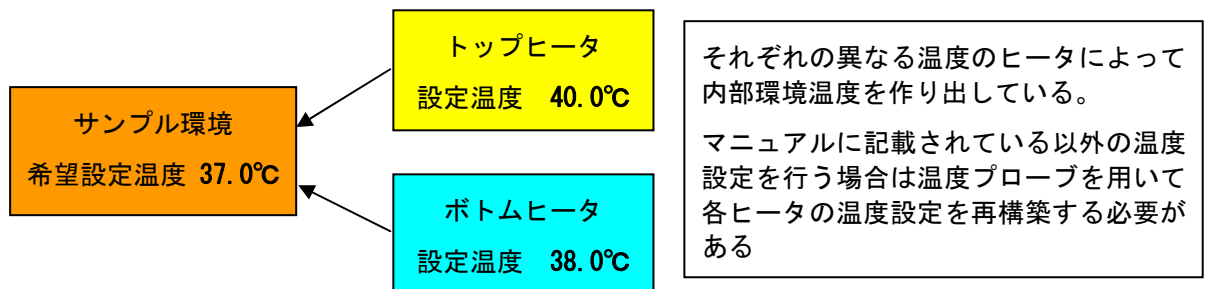 サンプル環境
希望設定温度 37.0℃
トップヒータ
設定温度 40.0℃
ボトムヒータ
設定温度 38.0℃
それぞれの異なる温度のヒータによって
内部環境温度を作り出している。
マニュアルに記載されている以外の温度
設定を行う場合は温度プローブを用いて
各ヒータの温度設定を再構築する必要が
ある